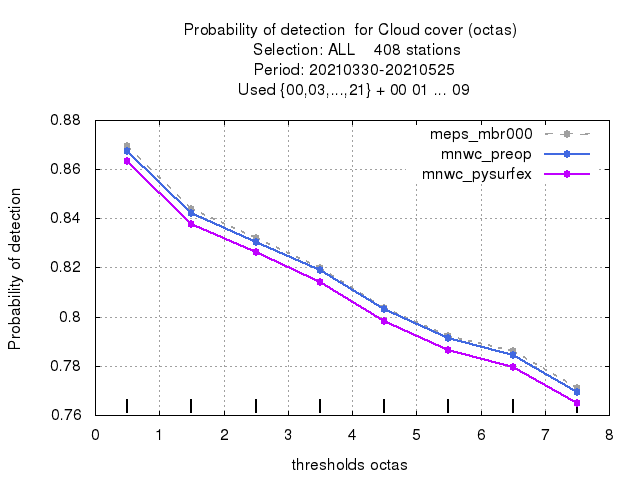 Probability of detection  for Cloud cover (octas)
Selection: ALL    408 stations
Period: 20210330-20210525
Used {00,03,...,21} + 00 01 ... 09
0.88
0.86
0.84
0.82
0.8
0.78
0.76
Probability of detection
meps_mbr000
mnwc_preop
mnwc_pysurfex
0 1 2 3 4 5 6 7 8
thresholds octas